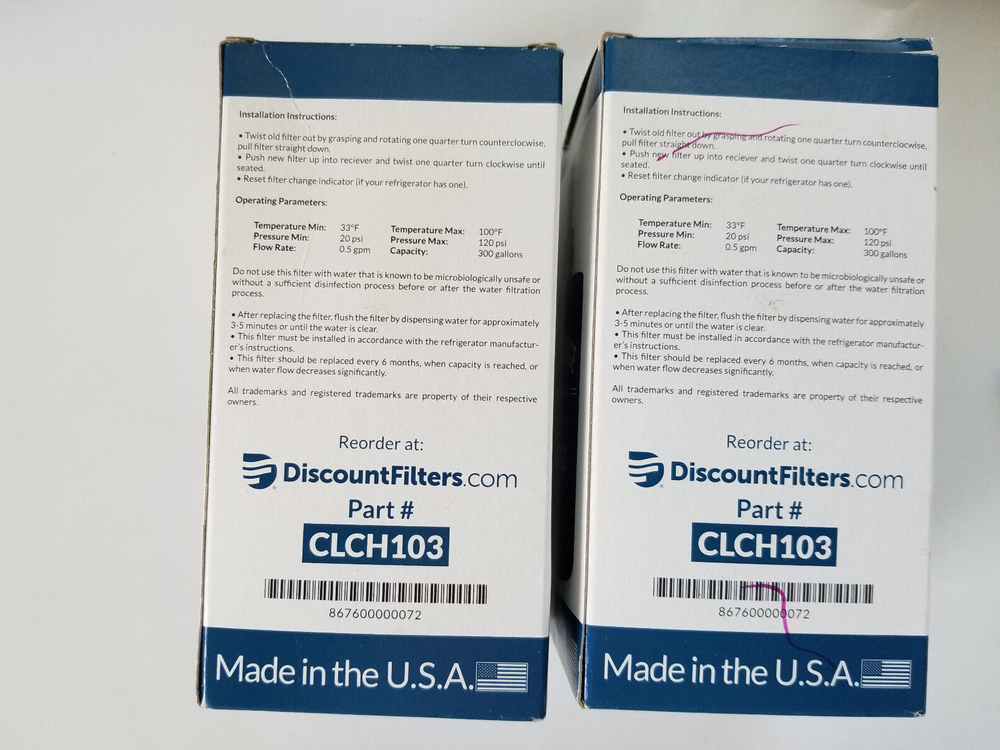 Installation Instructions:
• Twist old filter out by grasping and rotating one quarter turn counterclockwise,
pull filter straight down.
• Push new filter up into reciever and twist one quarter turn clockwise until
seated.
• Reset filter change indicator (if your refrigerator has one).
Operating Parameters:
Temperature Min: 33°F Temperature Max: 100°F
Pressure Min: 20 psi Pressure Max: 120 psi
Flow Rate: 0.5 gpm Capacity: 300 gallons
Do not use this filter with water that is known to be microbiologically unsafe or
without a sufficient disinfection process before or after the water filtration
process.
• After replacing the filter, flush the filter by dispensing water for approximately
3-5 minutes or until the water is clear.
• This filter must be installed in accordance with the refrigerator manufactur-
er's instructions.
• This filter should be replaced every 6 months, when capacity is reached, or
when water flow decreases significantly.
All trademarks and registered trademarks are property of their respective
owners.
Reorder at:
DiscountFilters.com
Part #
CLCH103
867600000072
Made in the U.S.A.
Installation Instructions:
• Twist old filter out by grasping and rotating one quarter turn counterclockwise,
pull filter straight down.
• Push new filter up into reciever and twist one quarter turn clockwise until
seated.
• Reset filter change indicator (if your refrigerator has one).
Operating Parameters:
Temperature Min: 33°F Temperature Max: 100°F
Pressure Min: 20 psi Pressure Max: 120 psi
Flow Rate: 0.5 gpm Capacity: 300 gallons
Do not use this filter with water that is known to be microbiologically unsafe or
without a sufficient disinfection process before or after the water filtration
process.
• After replacing the filter, flush the filter by dispensing water for approximately
3-5 minutes or until the water is clear.
• This filter must be installed in accordance with the refrigerator manufactur-
er's instructions.
• This filter should be replaced every 6 months, when capacity is reached, or
when water flow decreases significantly.
All trademarks and registered trademarks are property of their respective
owners.
Reorder at:
DiscountFilters.com
Part #
CLCH103
867600000072
Made in the U.S.A.